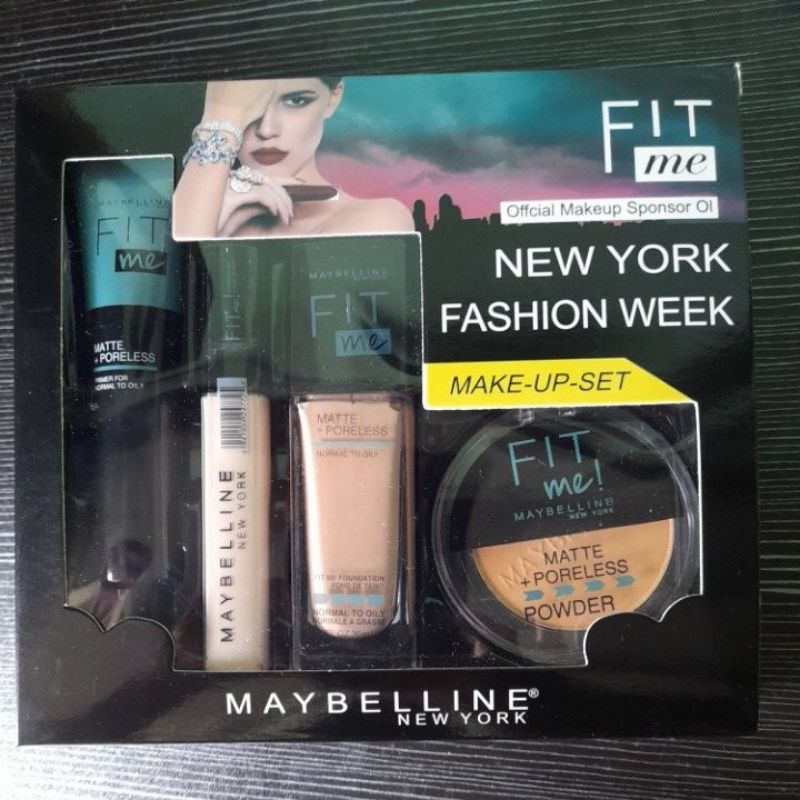 FIT
me
Offcial Makeup Sponsor Ol
NEW YORK
FASHION WEEK
MAKE-UP-SET
MAYBELLINE
FIT
me
MATTE
+ PORELESS
PRIMER FOR
NORMAL TO OILY
FIT
MAYBELLINE
NEW YORK
MAYBELLINE
FIT
me
MATTE
+ PORELESS
NORMAL TO OILY
FIT ME FOUNDATION
FOND DE TEINT
NORMAL TO OILY
NORMALE À GRASSE
FIT
me!
MAYBELLINE
NEW YORK
MATTE
+ PORELESS
POWDER
MAYBELLINE®
NEW YORK